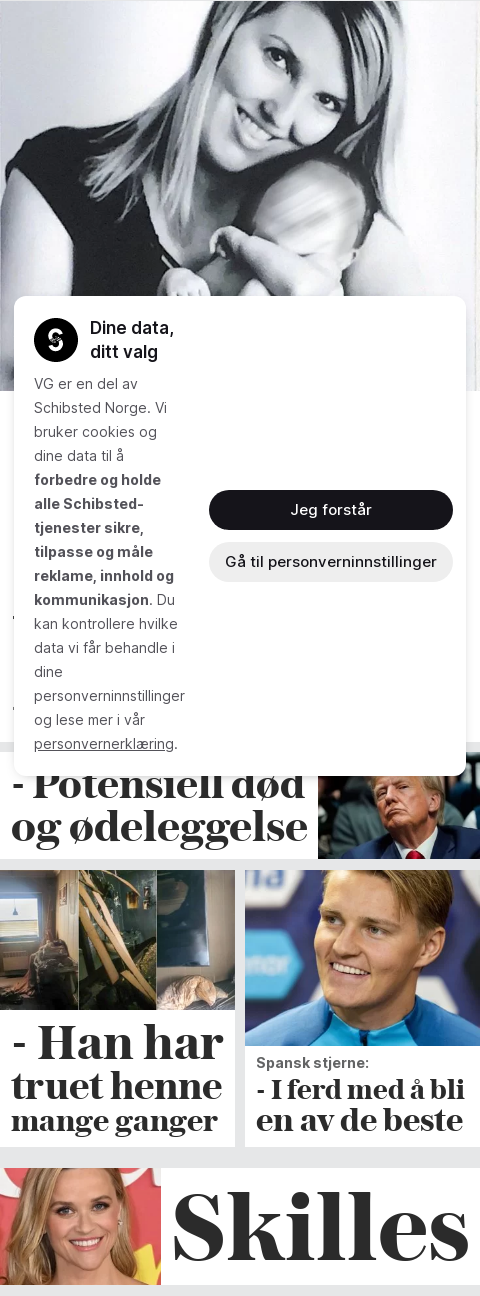 Dine data,
ditt valg
VG er en del av
Schibsted Norge. Vi
bruker cookies og
dine data til å
forbedre og holde
alle Schibsted-
tjenester sikre,
tilpasse og måle
reklame, innhold og
kommunikasjon. Du
kan kontrollere hvilke
data vi får behandle i
dine
personverninnstillinger
og lese mer i vår
personvernerklæring.
Jeg forstår
Gå til personverninnstillinger
- Potensiell død
og ødeleggelse
- Han har
truet henne
mange ganger
Spansk stjerne:
- I ferd med å bli
en av de beste
Skilles